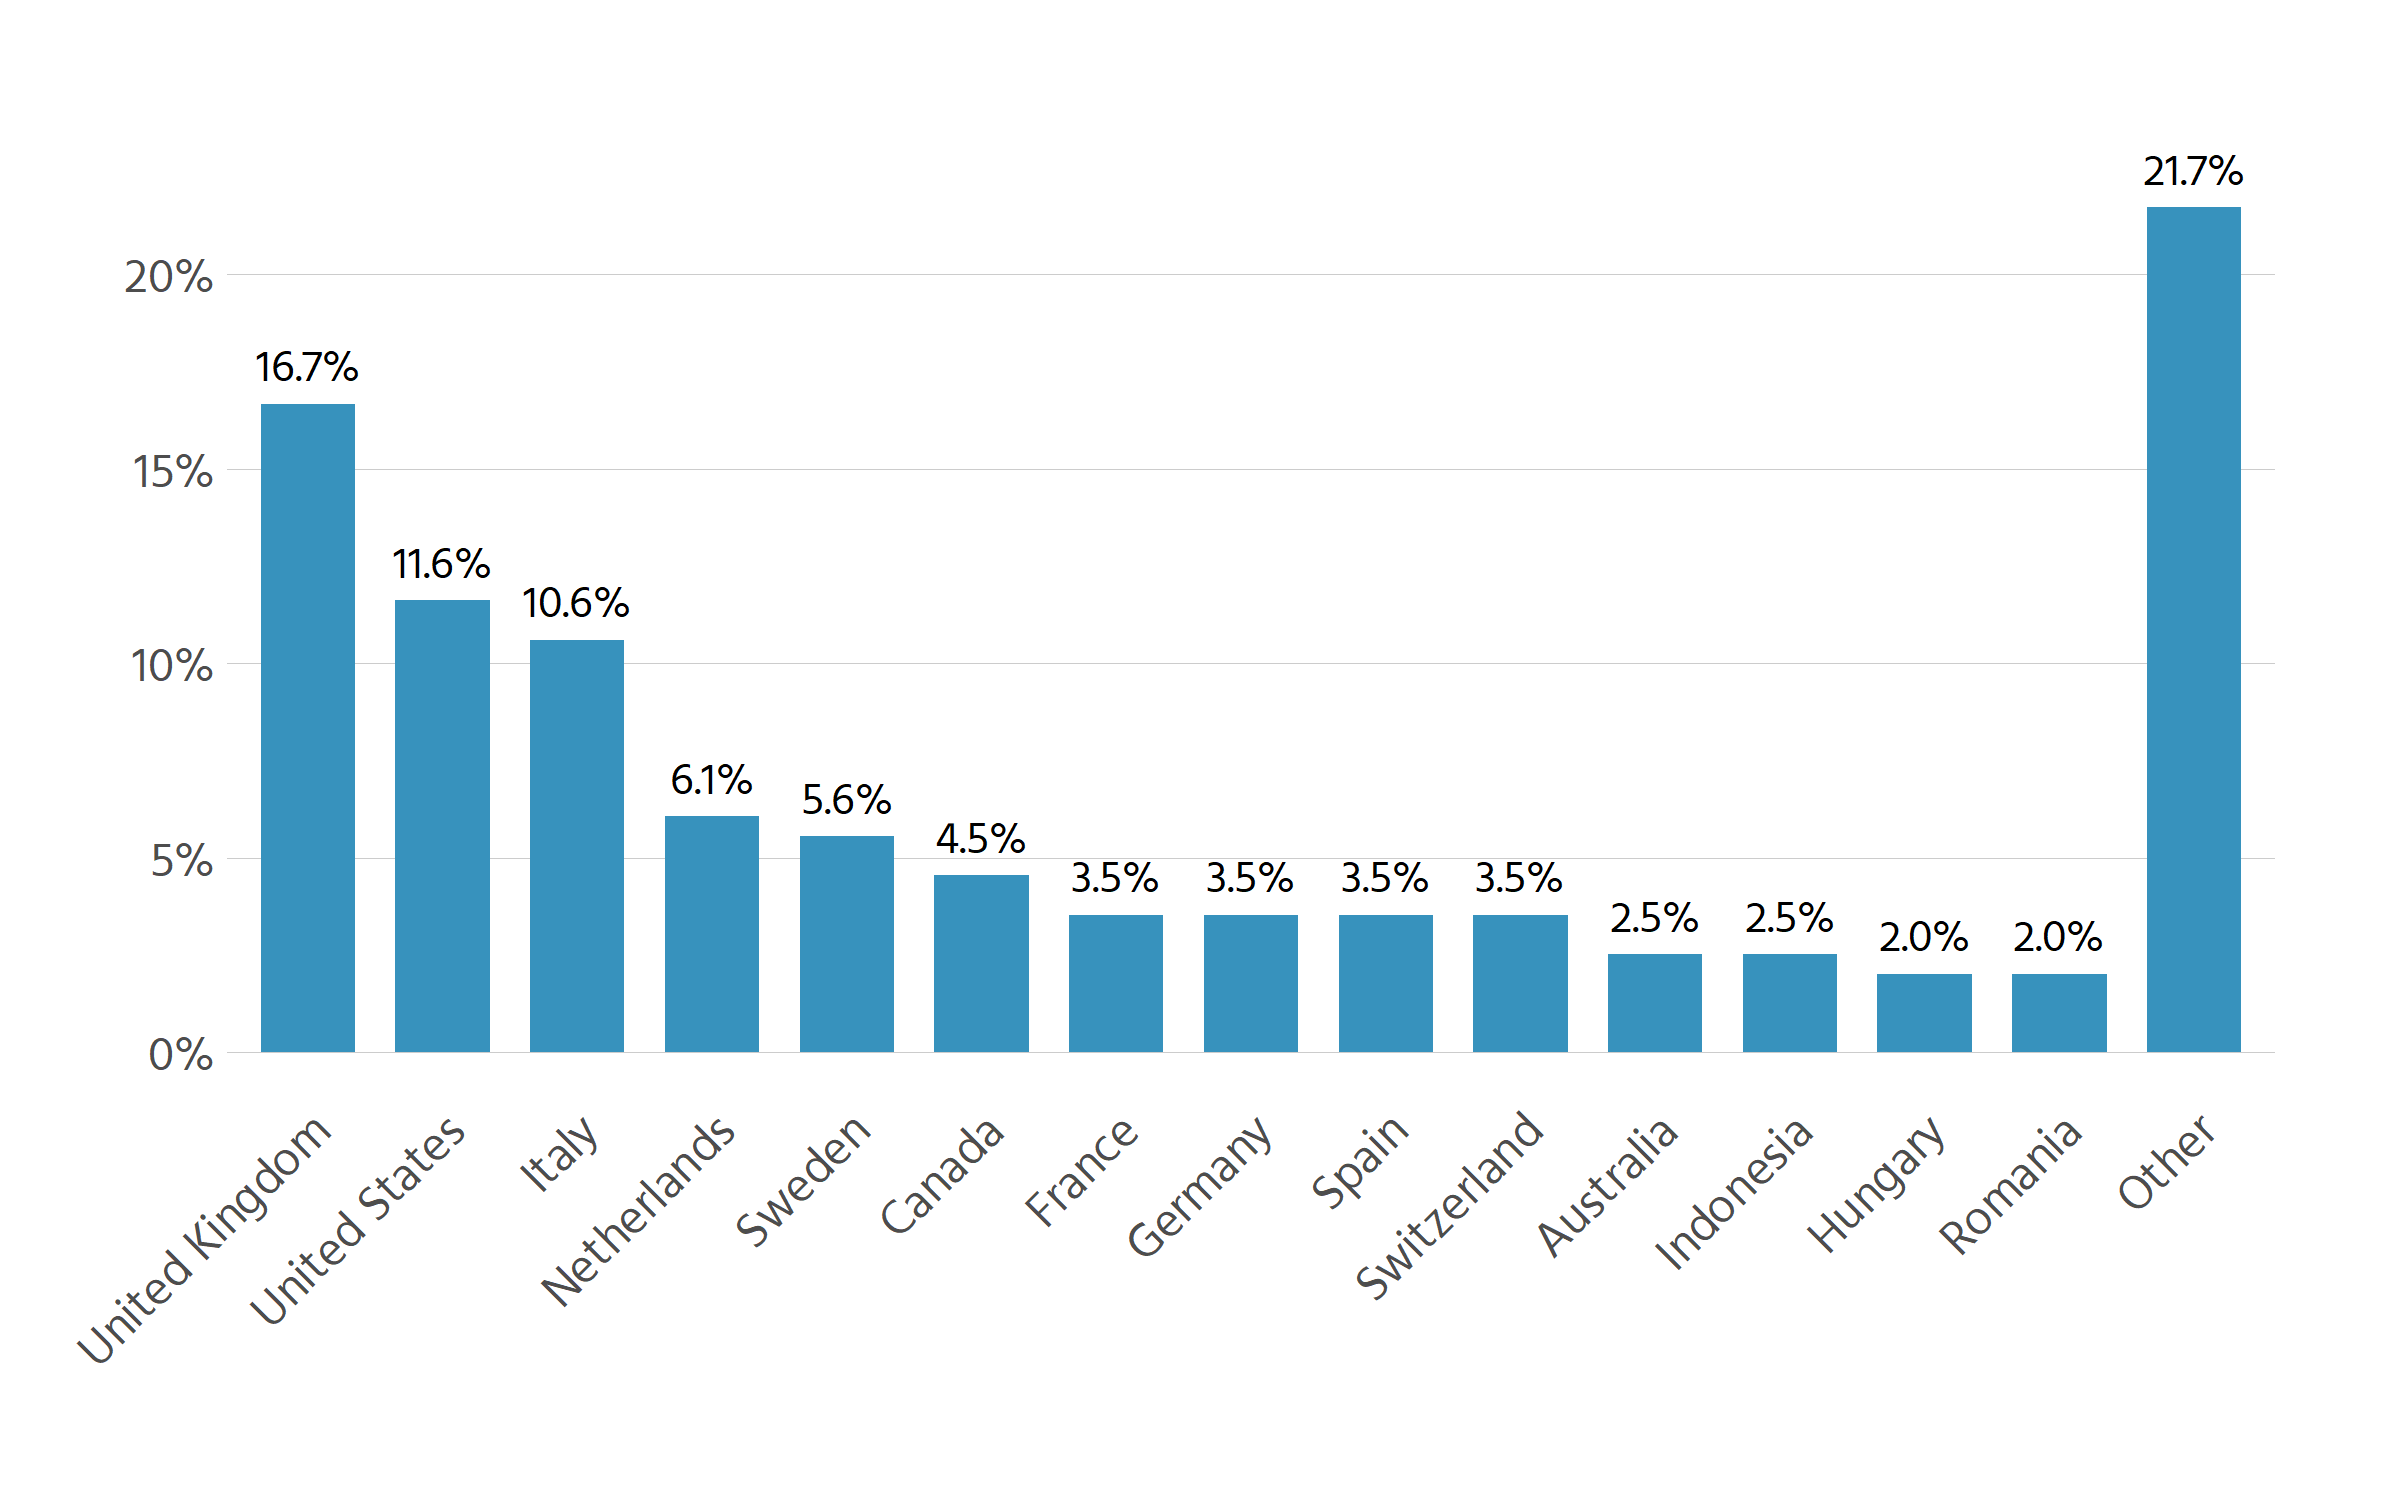 21.7%
20%
16.7%
15%
11.6%
10.6%
10%
6.1%
5.6%
4.5%
5%
3.5%
3.5%
3.5%
3.5%
2.5%
2.5%
2.0%
2.0%
0%
United Kingdom
United States
Italy
Netherlands
Sweden
Canada
France
Germany
Spain
Switzerland
Australia
Indonesia
Hungary
Romania
Other